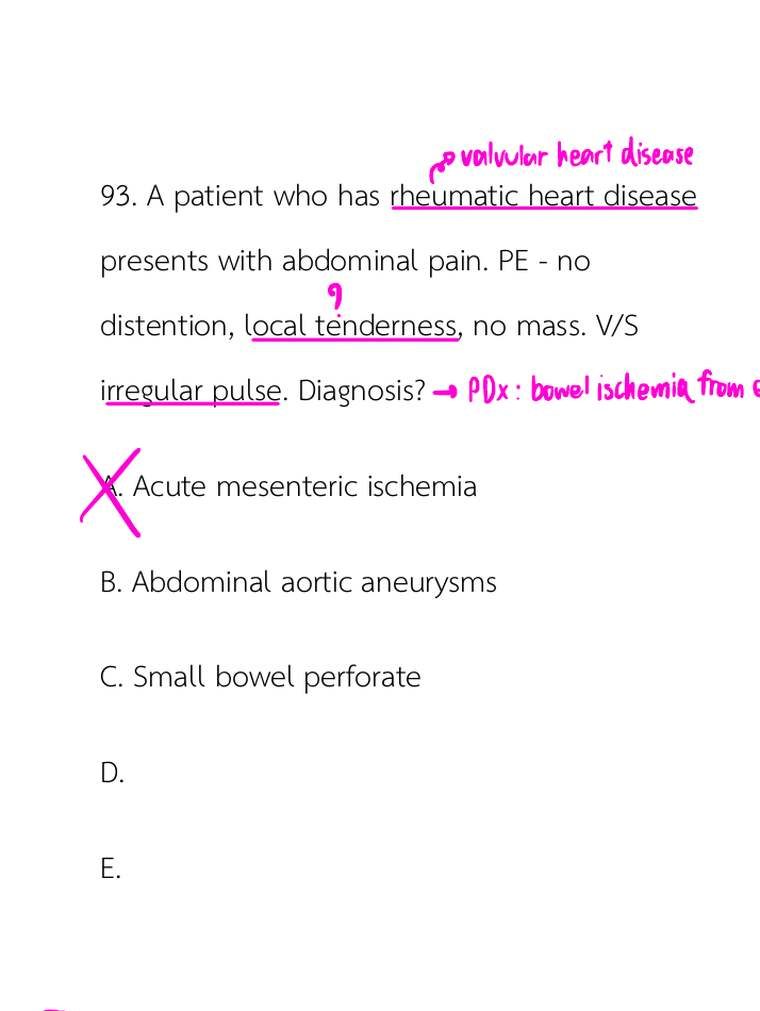 valvular heart disease
93. A patient who has rheumatic heart disease
presents with abdominal pain. PE - no
?
distention, local tenderness, no mass. V/S
irregular pulse. Diagnosis? → PDx : bowel ischemia from
A. Acute mesenteric ischemia
B. Abdominal aortic aneurysms
C. Small bowel perforate
D.
E.